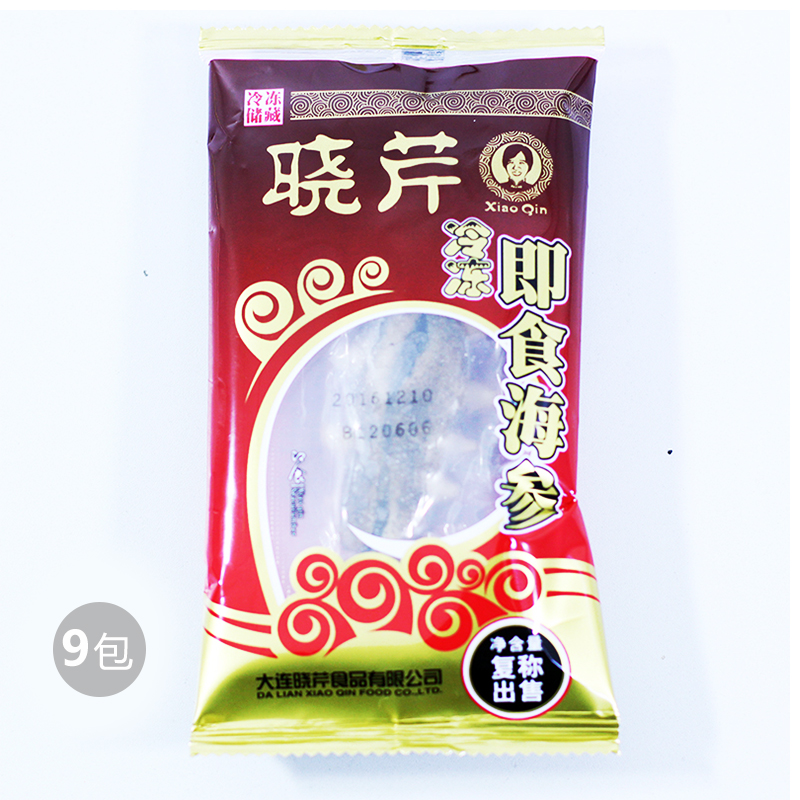 冷冻
储藏
晓芹
Xiao Qin
冷冻
即食海参
20161210
B120606
9包
净含量
复称
出售
大连晓芹食品有限公司
DA LIAN XIAO QIN FOOD CO.,LTD.